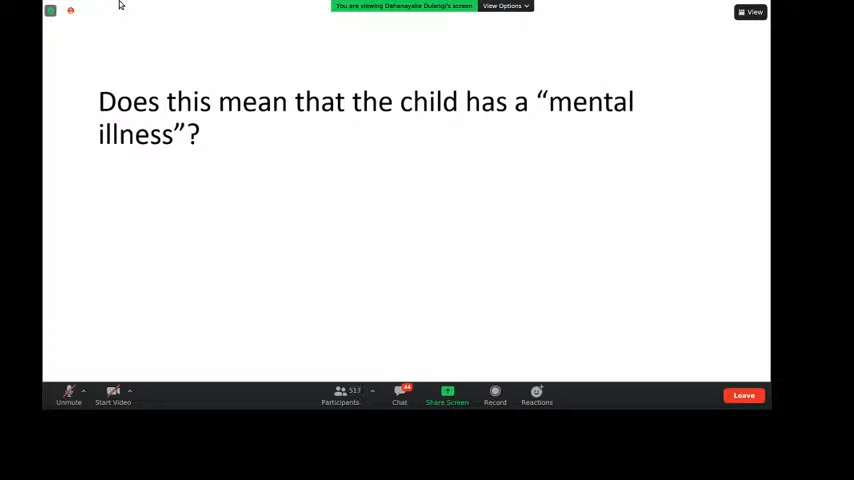 You are viewing Dahanayake Dulangi's screen View Options
View
Does this mean that the child has a “mental
illness”?
517
44
Unmute Start Video Participants Chat Share Screen Record Reactions Leave